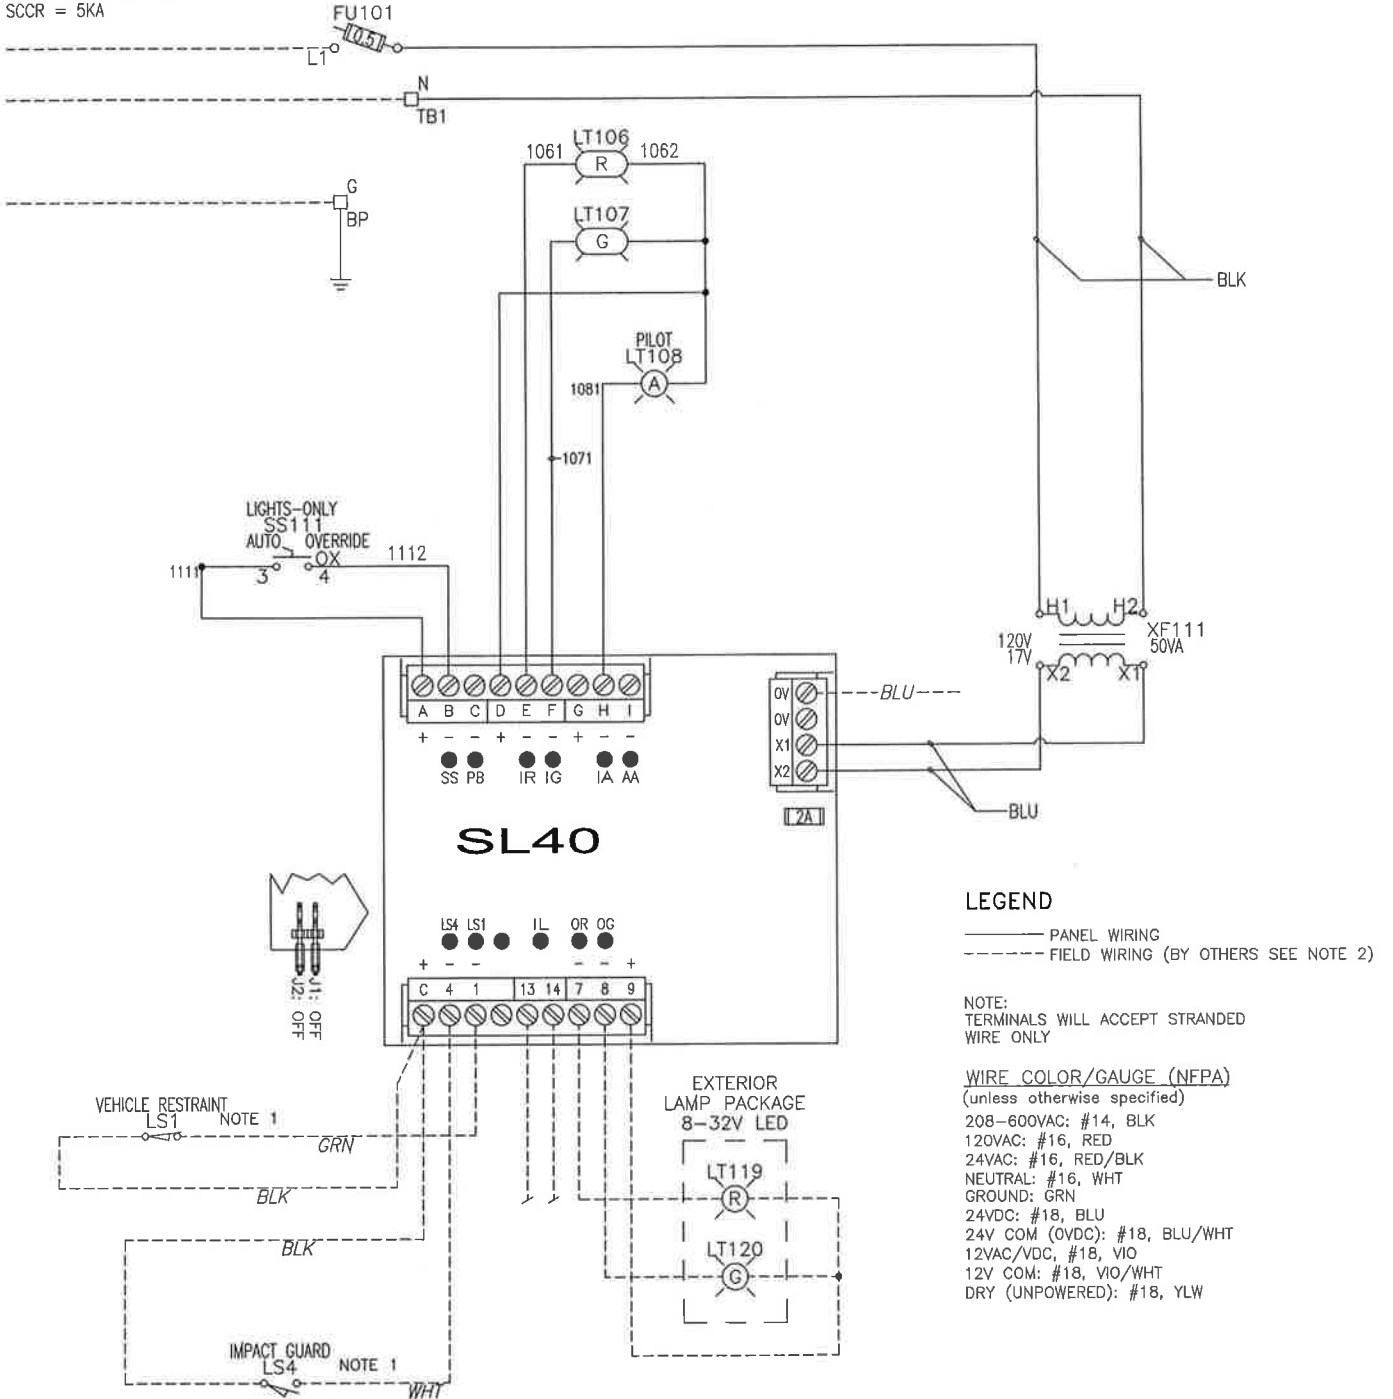 SCCR = 5KA
FU101
0.5
L1
N
TB1
G
BP
LT106
1061
R
1062
LT107
G
BLK
PILOT
LT108
1081
A
1071
LIGHTS-ONLY
SS111
AUTO OVERRIDE
OX
1111
3
4
1112
H1
H2
XF111
50VA
120V
17V
X2
X1
A B C D E F G H I
+ - - + - - + - -
SS PB IR IG IA AA
0V
0V
X1
X2
BLU
BLU
2A
SL40
J2: OFF
J1: OFF
LS4 LS1 IL OR OG
+ - - - - +
C 4 1 13 14 7 8 9
LEGEND
PANEL WIRING
FIELD WIRING (BY OTHERS SEE NOTE 2)
NOTE:
TERMINALS WILL ACCEPT STRANDED
WIRE ONLY
WIRE COLOR/GAUGE (NFPA)
(unless otherwise specified)
208-600VAC: #14, BLK
120VAC: #16, RED
24VAC: #16, RED/BLK
NEUTRAL: #16, WHT
GROUND: GRN
24VDC: #18, BLU
24V COM (0VDC): #18, BLU/WHT
12VAC/VDC, #18, VIO
12V COM: #18, VIO/WHT
DRY (UNPOWERED): #18, YLW
VEHICLE RESTRAINT
LS1
NOTE 1
GRN
BLK
BLK
EXTERIOR
LAMP PACKAGE
8-32V LED
LT119
R
LT120
G
IMPACT GUARD
LS4
NOTE 1
WHT